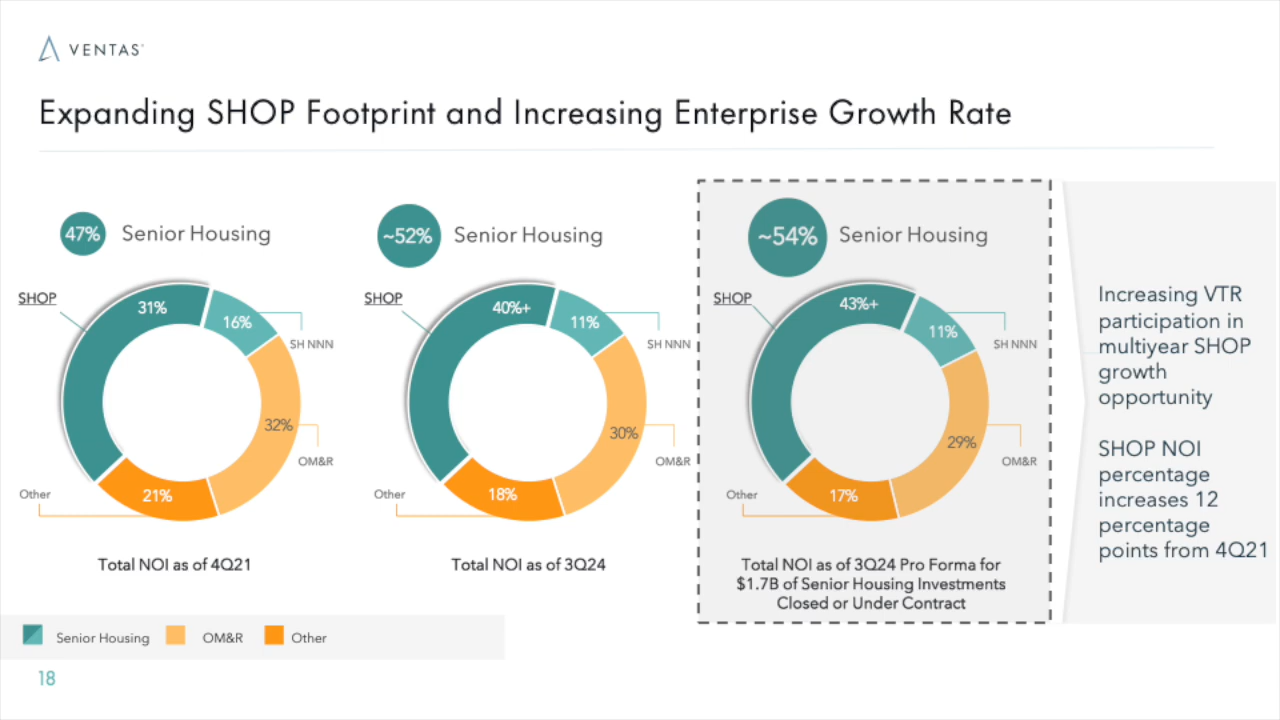 VENTAS
Expanding SHOP Footprint and Increasing Enterprise Growth Rate
47%
Senior Housing
SHOP
31%
16%
SH NNN
32%
OM&R
Other
21%
Total NOI as of 4Q21
~52%
Senior Housing
SHOP
40%+
11%
SH NNN
30%
OM&R
Other
18%
Total NOI as of 3Q24
~54%
Senior Housing
SHOP
43%+
11%
SH NNN
29%
OM&R
Other
17%
Total NOI as of 3Q24 Pro Forma for
$1.7B of Senior Housing Investments
Closed or Under Contract
Increasing VTR
participation in
multiyear SHOP
growth
opportunity
SHOP NOI
percentage
increases 12
percentage
points from 4Q21
Senior Housing
OM&R
Other
18